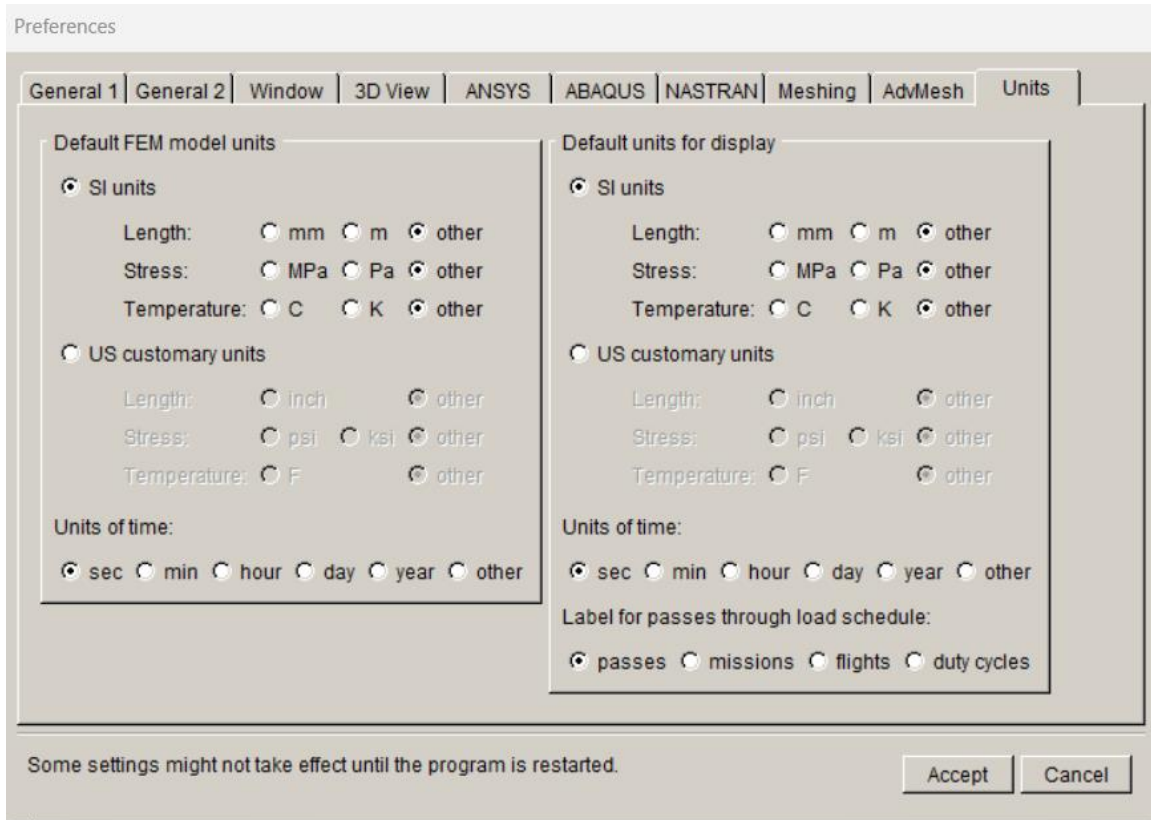 Preferences
General 1 General 2 Window 3D View ANSYS ABAQUS NASTRAN Meshing AdvMesh Units
Default FEM model units
SI units
Length: mm m other
Stress: MPa Pa other
Temperature: C K other
US customary units
Length: inch other
Stress: psi ksi other
Temperature: F other
Units of time:
sec min hour day year other
Default units for display
SI units
Length: mm m other
Stress: MPa Pa other
Temperature: C K other
US customary units
Length: inch other
Stress: psi ksi other
Temperature: F other
Units of time:
sec min hour day year other
Label for passes through load schedule:
passes missions flights duty cycles
Some settings might not take effect until the program is restarted.
Accept Cancel